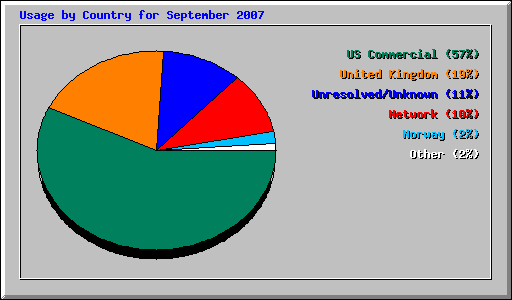 Usage by Country for September 2007
US Commercial (57%)
United Kingdom (19%)
Unresolved/Unknown (11%)
Network (10%)
Norway (2%)
Other (2%)